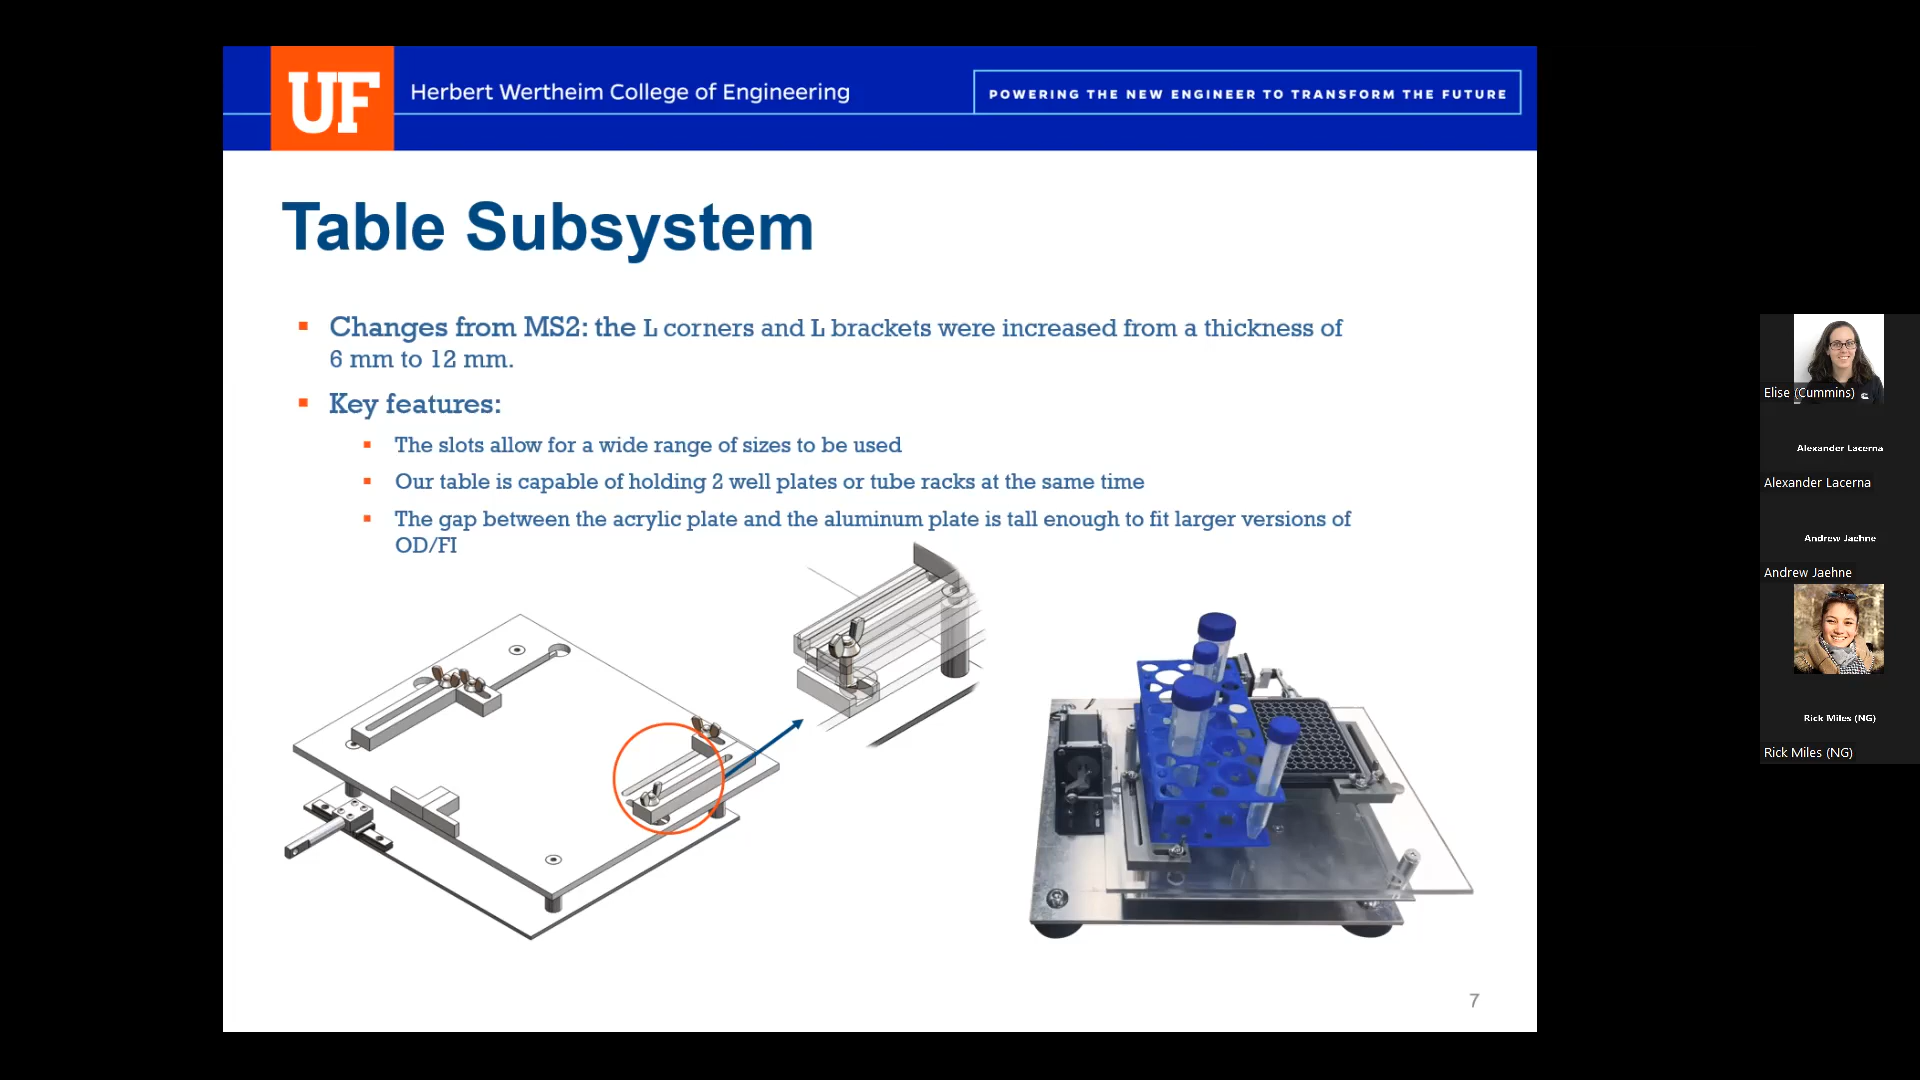 UF
Herbert Wertheim College of Engineering
POWERING THE NEW ENGINEER TO TRANSFORM THE FUTURE
Table Subsystem
Changes from MS2: the L corners and L brackets were increased from a thickness of
6 mm to 12 mm.
Key features:
The slots allow for a wide range of sizes to be used
Our table is capable of holding 2 well plates or tube racks at the same time
The gap between the acrylic plate and the aluminum plate is tall enough to fit larger versions of
OD/FI
7
Elise (Cummins)
Alexander Lacerna
Alexander Lacerna
Andrew Jaehne
Andrew Jaehne
Rick Miles (NG)
Rick Miles (NG)